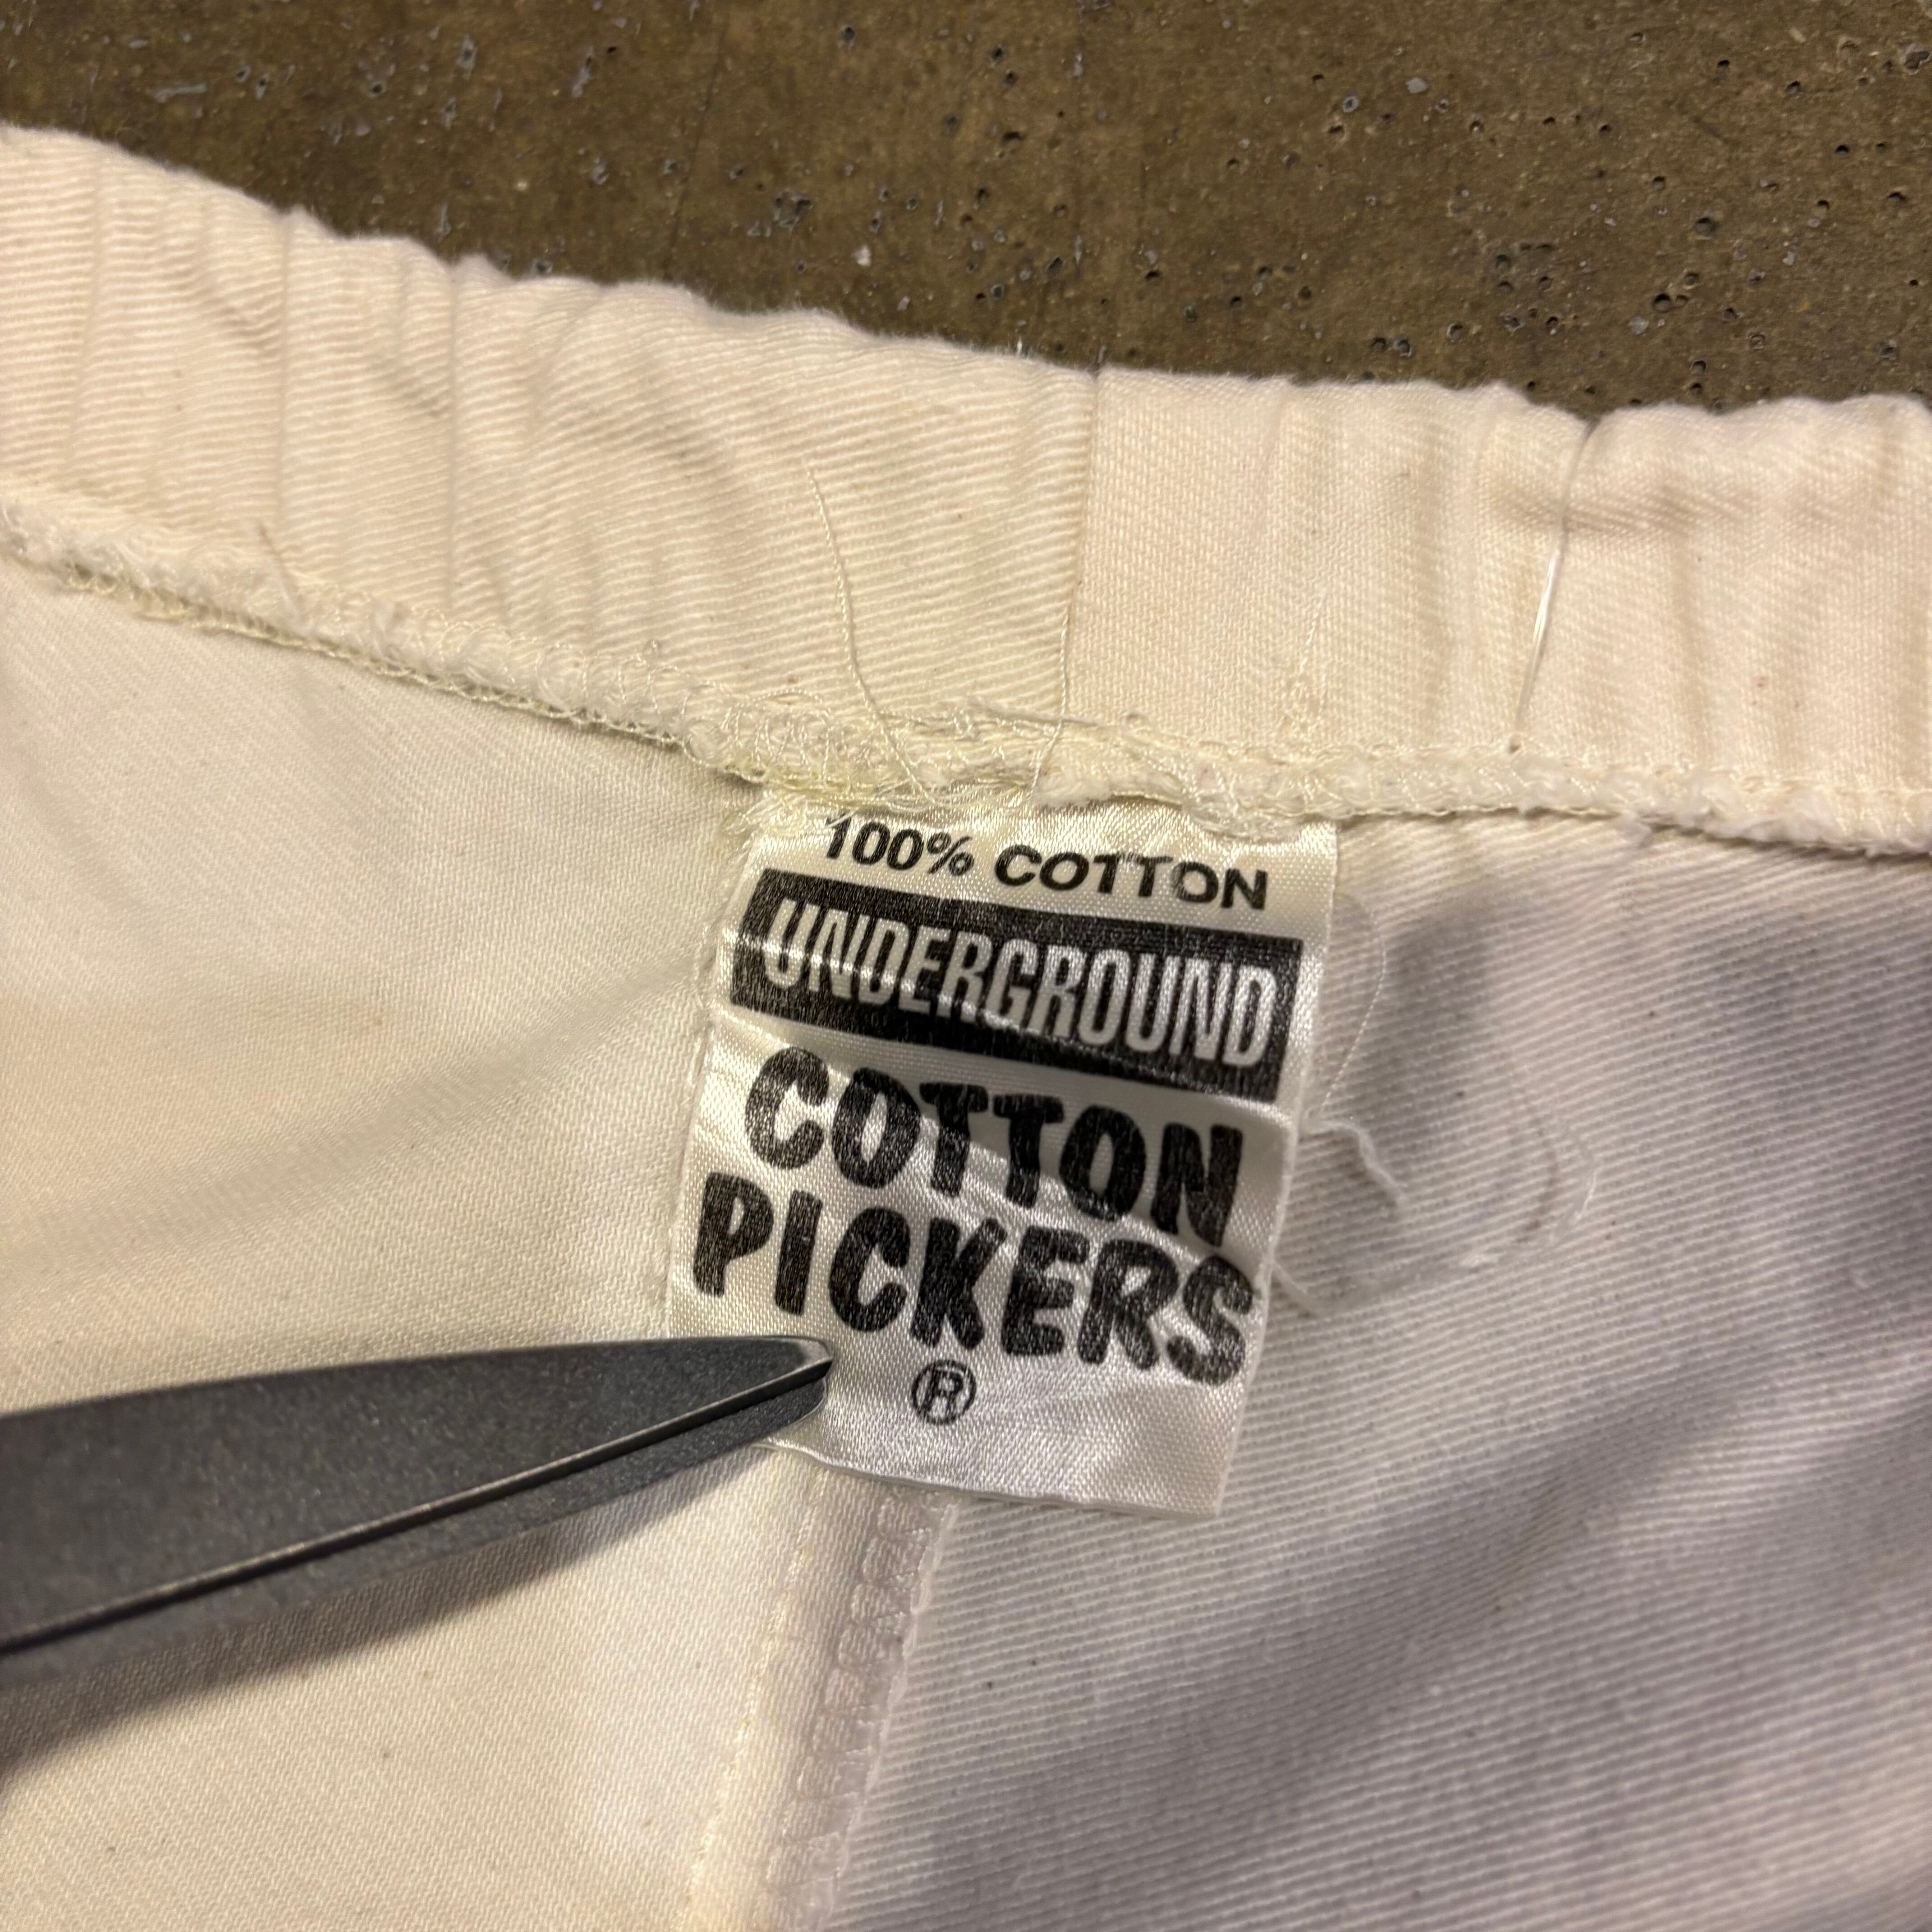 100% COTTON
UNDERGROUND
COTTON
PICKERS
®